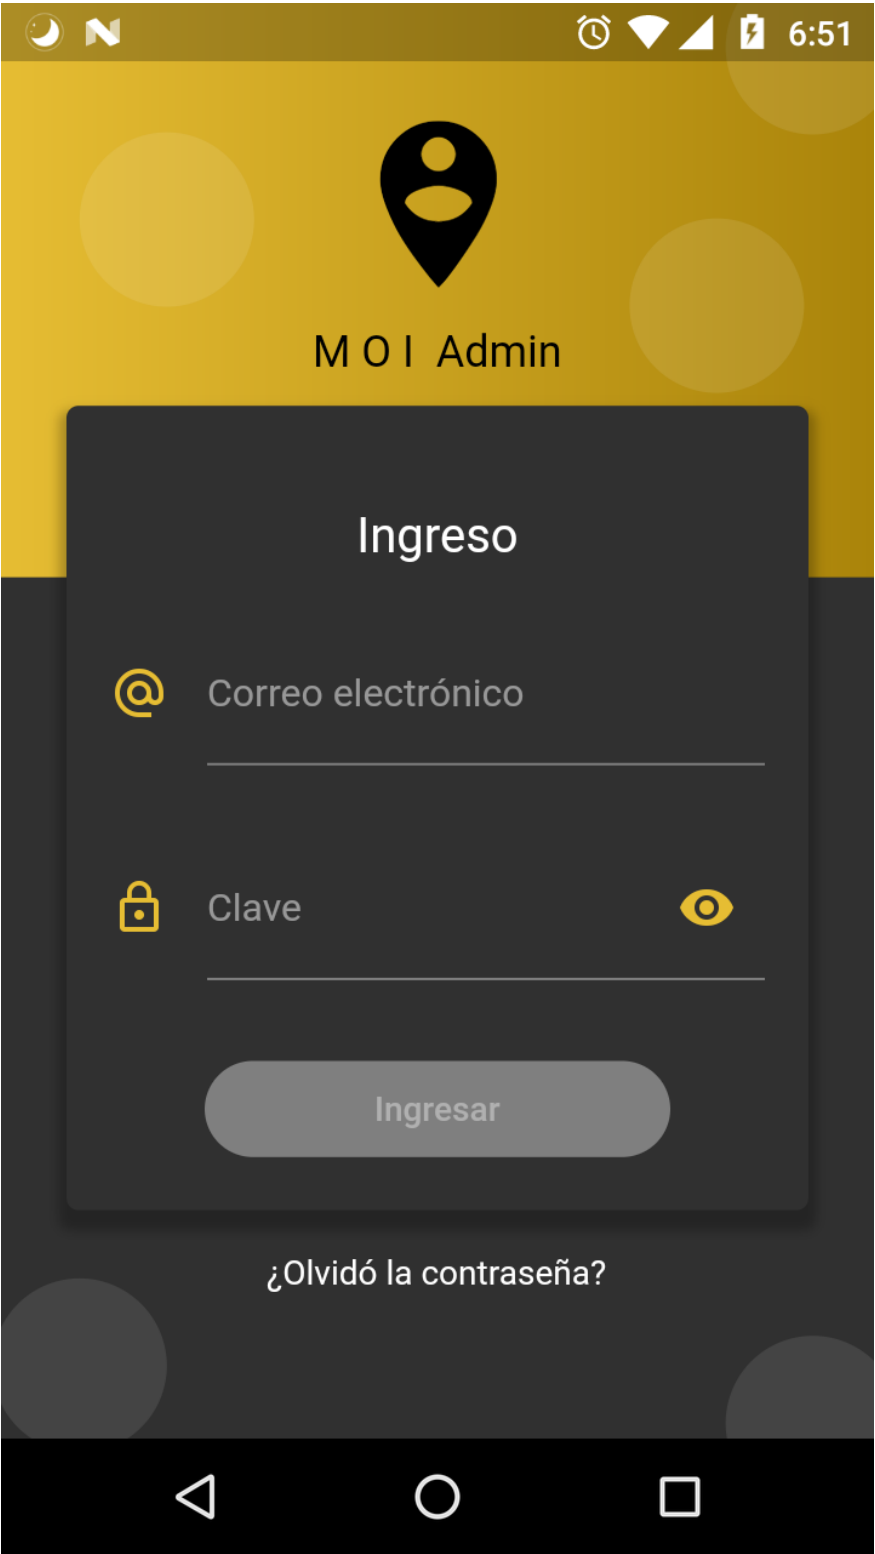 6:51
M O I Admin
Ingreso
Correo electrónico
Clave
Ingresar
¿Olvidó la contraseña?